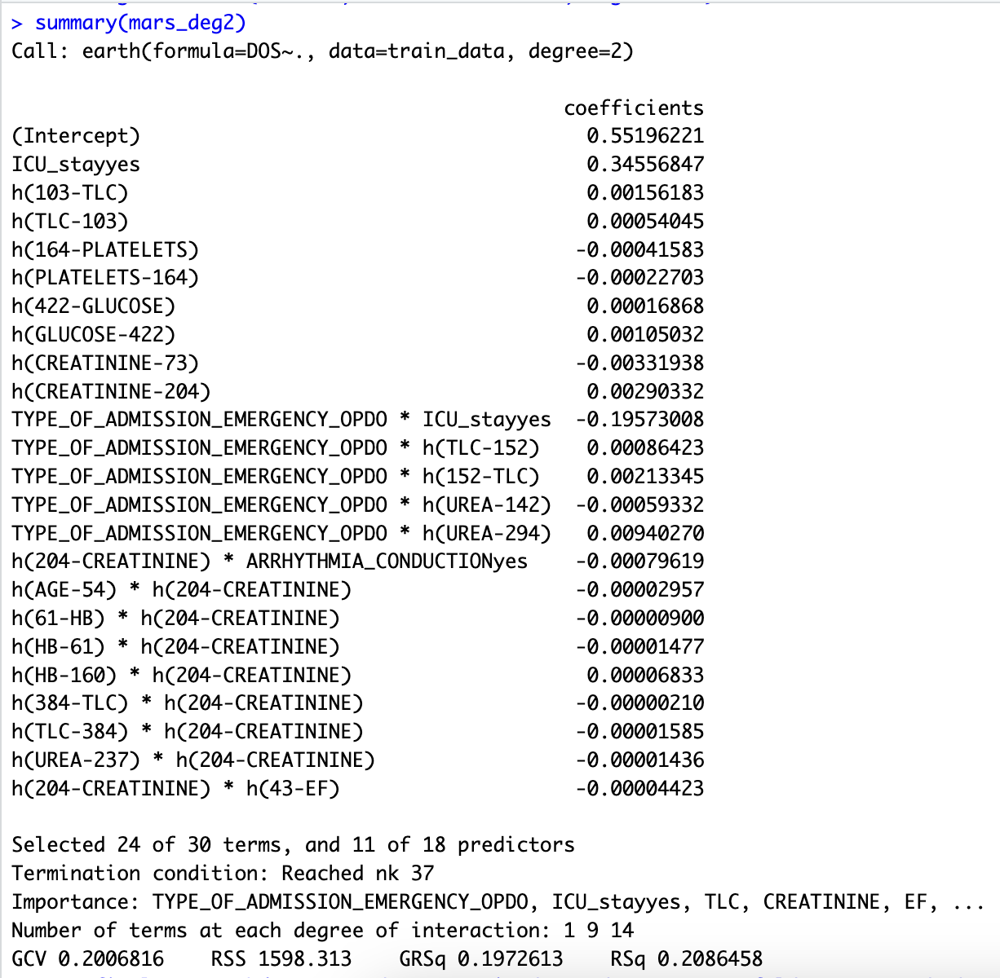 > summary(mars_deg2)
Call: earth(formula=DOS~., data=train_data, degree=2)
coefficients
(Intercept) 0.55196221
ICU_stayyes 0.34556847
h(103-TLC) 0.00156183
h(TLC-103) 0.00054045
h(164-PLATELETS) -0.00041583
h(PLATELETS-164) -0.00022703
h(422-GLUCOSE) 0.00016868
h(GLUCOSE-422) 0.00105032
h(CREATININE-73) -0.00331938
h(CREATININE-204) 0.00290332
TYPE_OF_ADMISSION_EMERGENCY_OPDO * ICU_stayyes -0.19573008
TYPE_OF_ADMISSION_EMERGENCY_OPDO * h(TLC-152) 0.00086423
TYPE_OF_ADMISSION_EMERGENCY_OPDO * h(152-TLC) 0.00213345
TYPE_OF_ADMISSION_EMERGENCY_OPDO * h(UREA-142) -0.00059332
TYPE_OF_ADMISSION_EMERGENCY_OPDO * h(UREA-294) 0.00940270
h(204-CREATININE) * ARRHYTHMIA_CONDUCTIONyes -0.00079619
h(AGE-54) * h(204-CREATININE) -0.00002957
h(61-HB) * h(204-CREATININE) -0.00000900
h(HB-61) * h(204-CREATININE) -0.00001477
h(HB-160) * h(204-CREATININE) 0.00006833
h(384-TLC) * h(204-CREATININE) -0.00000210
h(TLC-384) * h(204-CREATININE) -0.00001585
h(UREA-237) * h(204-CREATININE) -0.00001436
h(204-CREATININE) * h(43-EF) -0.00004423
Selected 24 of 30 terms, and 11 of 18 predictors
Termination condition: Reached nk 37
Importance: TYPE_OF_ADMISSION_EMERGENCY_OPDO, ICU_stayyes, TLC, CREATININE, EF, ...
Number of terms at each degree of interaction: 1 9 14
GCV 0.2006816 RSS 1598.313 GRSq 0.1972613 RSq 0.2086458